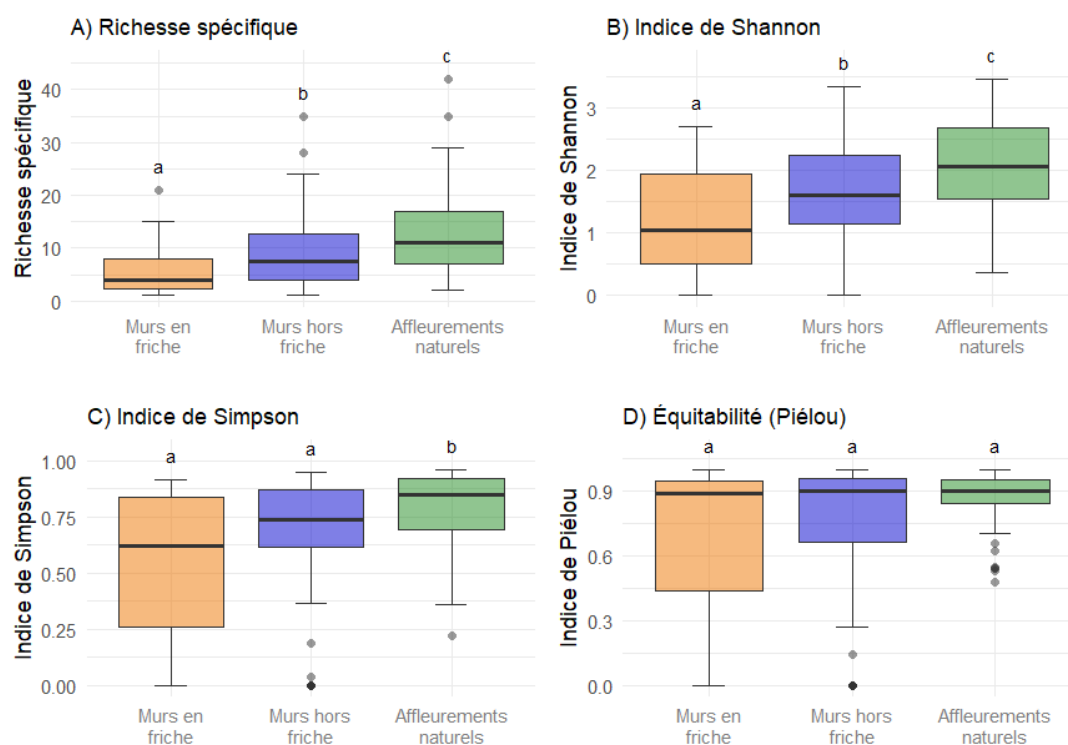 A) Richesse spécifique
Richesse spécifique
40
30
20
10
0
a
b
c
Murs en
friche
Murs hors
friche
Affleurements
naturels
B) Indice de Shannon
Indice de Shannon
3
2
1
0
a
b
c
Murs en
friche
Murs hors
friche
Affleurements
naturels
C) Indice de Simpson
Indice de Simpson
1.00
0.75
0.50
0.25
0.00
a
a
b
Murs en
friche
Murs hors
friche
Affleurements
naturels
D) Équitabilité (Piélou)
Indice de Piélou
0.9
0.6
0.3
0.0
a
a
a
Murs en
friche
Murs hors
friche
Affleurements
naturels